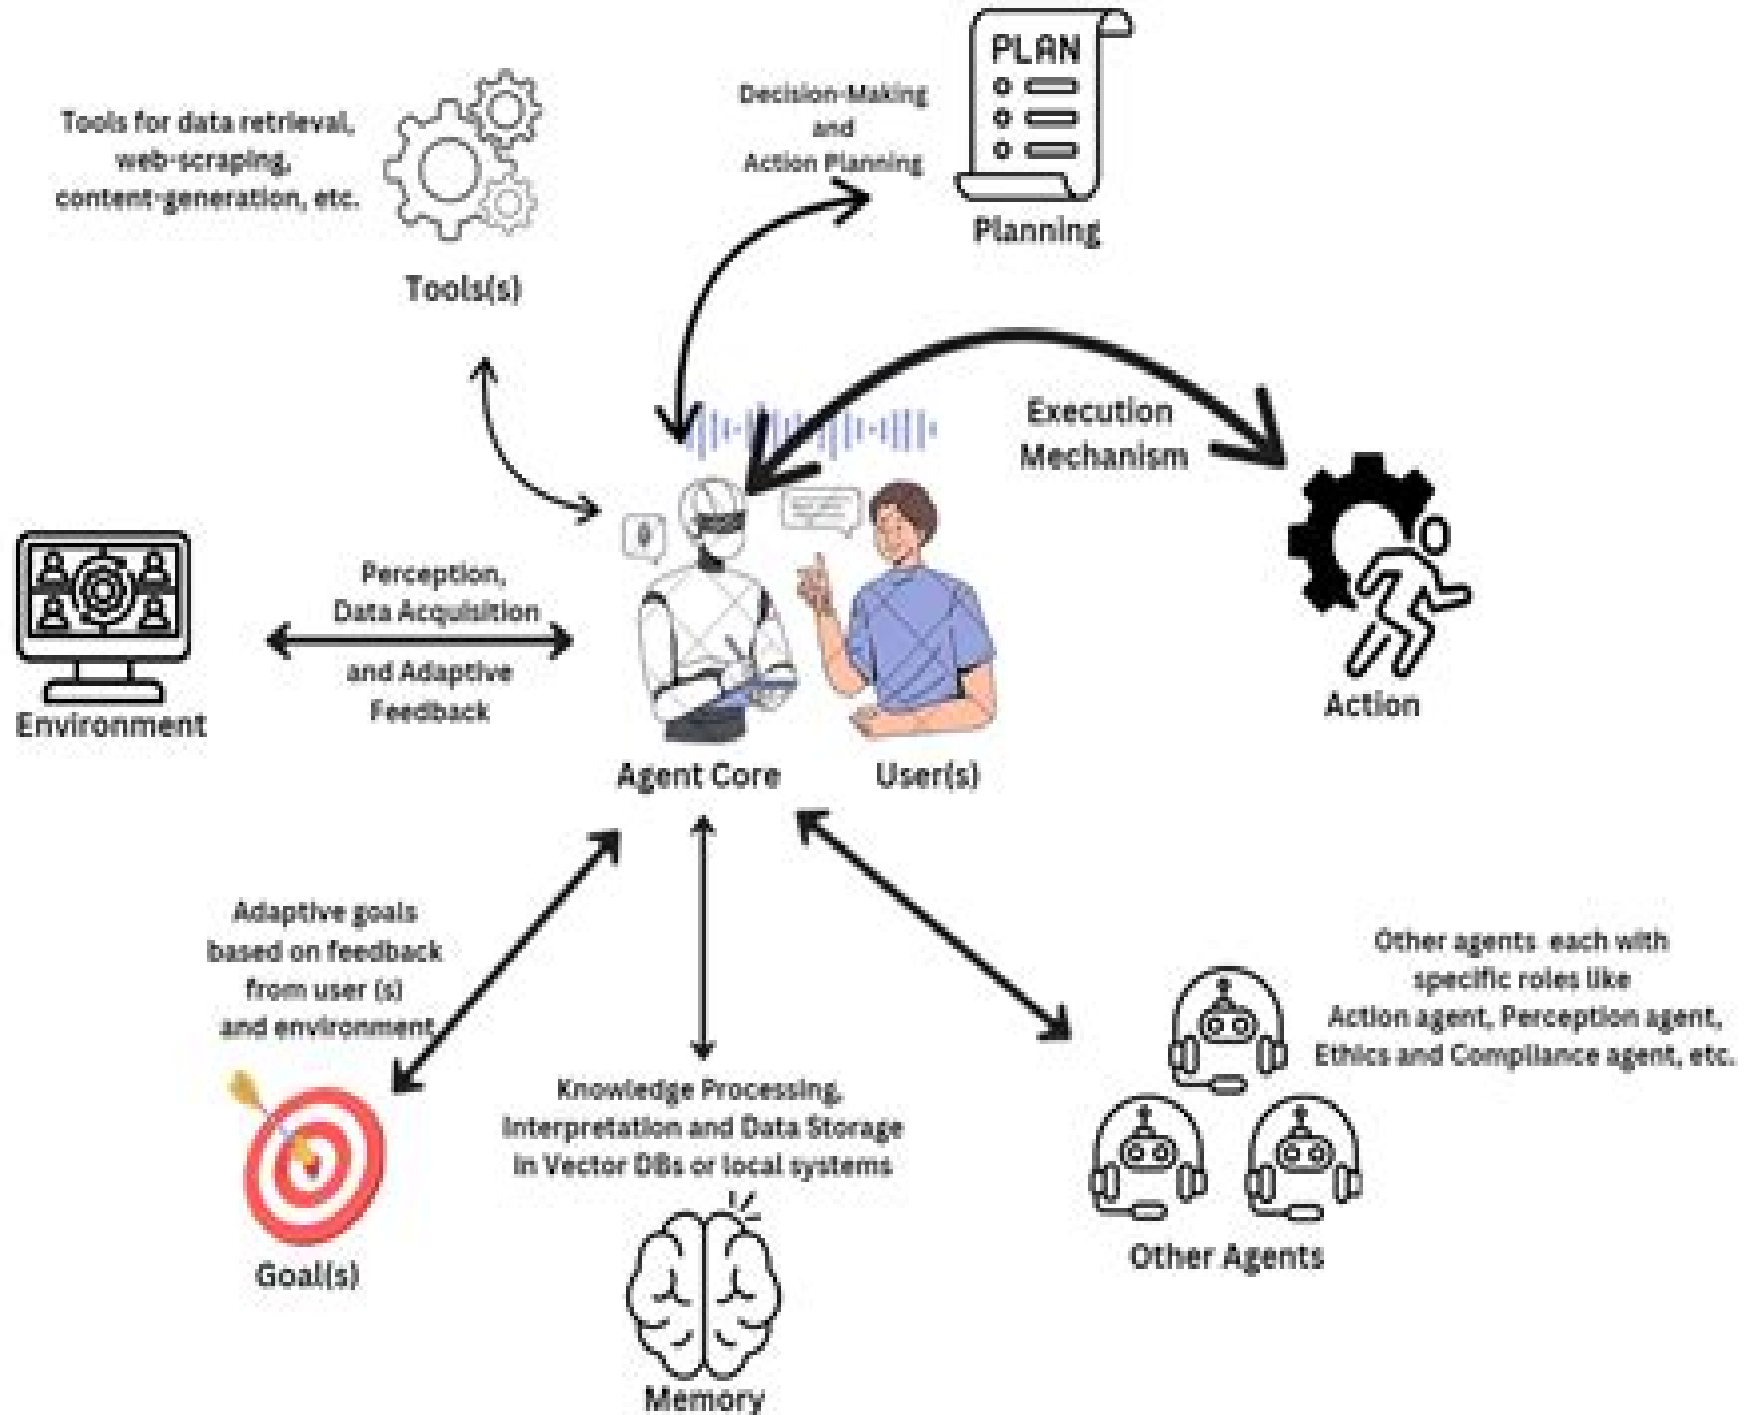 PLAN
Decision-Making
and
Action Planning
Planning
Tools for data retrieval,
web-scraping,
content-generation, etc.
Tools(s)
Execution
Mechanism
Action
Perception,
Data Acquisition
and Adaptive
Feedback
Environment
Agent Core
User(s)
Adaptive goals
based on feedback
from user (s)
and environment
Goal(s)
Knowledge Processing,
Interpretation and Data Storage
in Vector DBs or local systems
Memory
Other agents each with
specific roles like
Action agent, Perception agent,
Ethics and Compliance agent, etc.
Other Agents